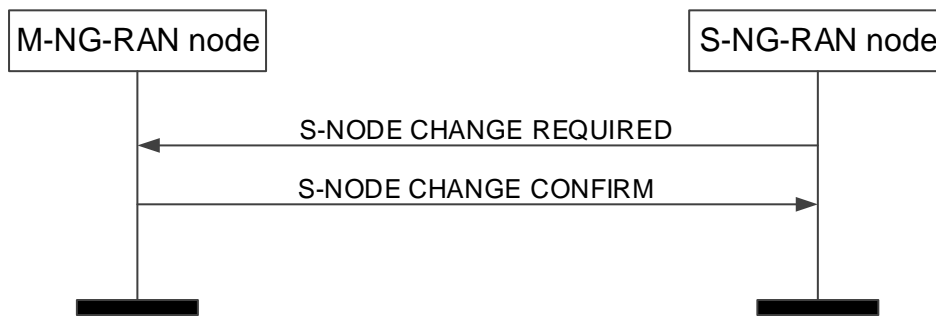 M-NG-RAN node
S-NG-RAN node
S-NODE CHANGE REQUIRED
S-NODE CHANGE CONFIRM